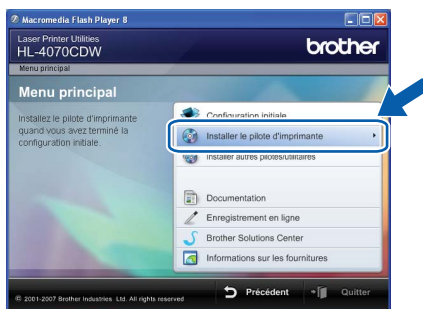 Macromedia Flash Player 8
Laser Printer Utilities
HL-4070CDW
brother
Menu principal
Menu principal
Installez le pilote d'imprimante
quand vous avez terminé la
configuration initiale.
Configuration initiale
Installer le pilote d'imprimante
Installer autres pilotes/utilitaires
Documentation
Enregistrement en ligne
Brother Solutions Center
Informations sur les fournitures
© 2001-2007 Brother Industries Ltd. All rights reserved
Précédent
Quitter